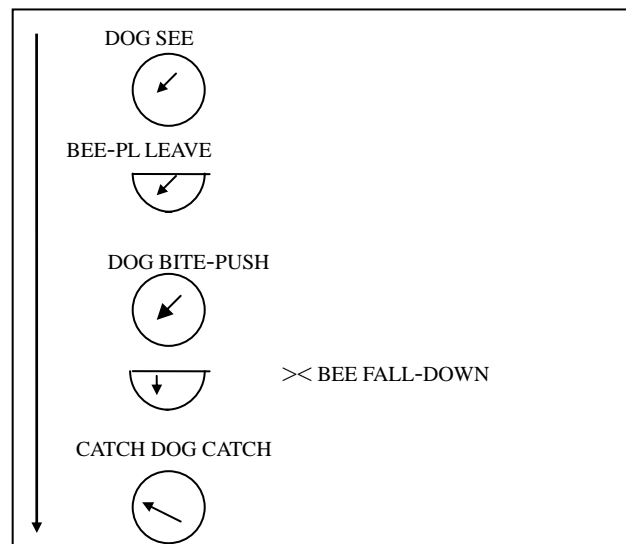 DOG SEE
BEE-PL LEAVE
DOG BITE-PUSH
>< BEE FALL-DOWN
CATCH DOG CATCH